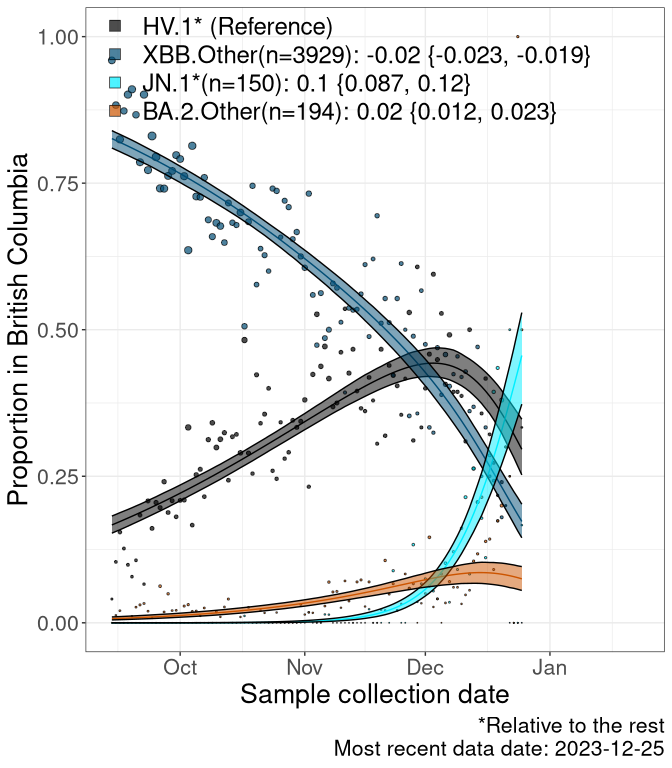 HV.1* (Reference)
XBB.Other(n=3929): -0.02 {-0.023, -0.019}
JN.1*(n=150): 0.1 {0.087, 0.12}
BA.2.Other(n=194): 0.02 {0.012, 0.023}
1.00
0.75
0.50
0.25
0.00
Proportion in British Columbia
Oct Nov Dec Jan
Sample collection date
*Relative to the rest
Most recent data date: 2023-12-25